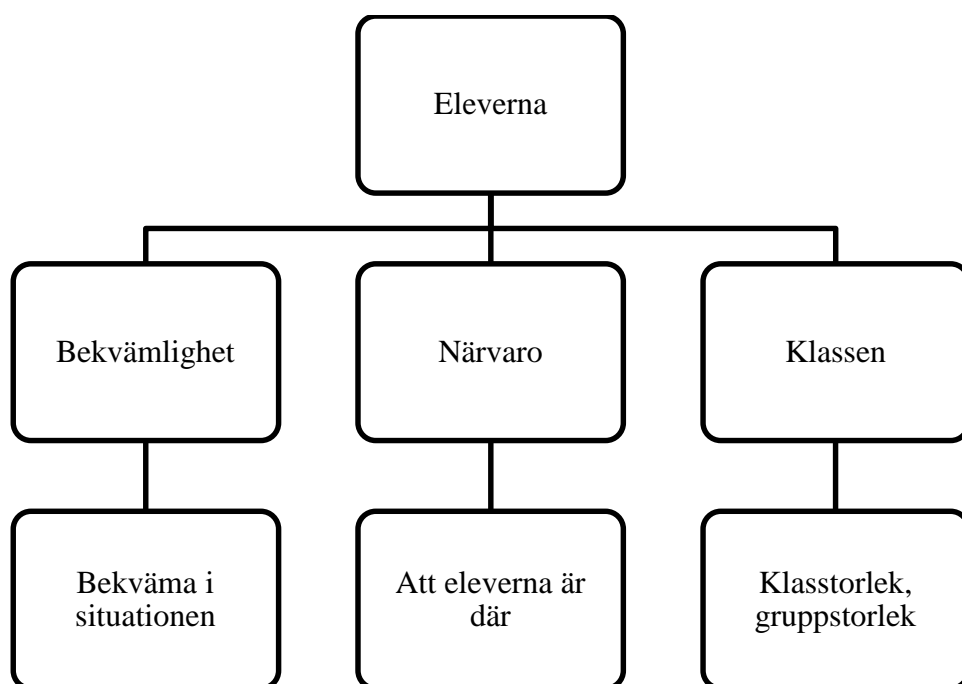 Eleverna
Bekvämlighet
Närvaro
Klassen
Bekväma i
situationen
Att eleverna är
där
Klasstorlek,
gruppstorlek